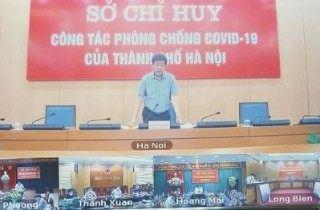 SỞ CHỈ HUY
CÔNG TÁC PHÒNG CHỐNG COVID-19
CỦA THÀNH PHỐ HÀ NỘI
Ha Noi
Phuong
Thanh Xuan
Hoang Mai
Long Bien